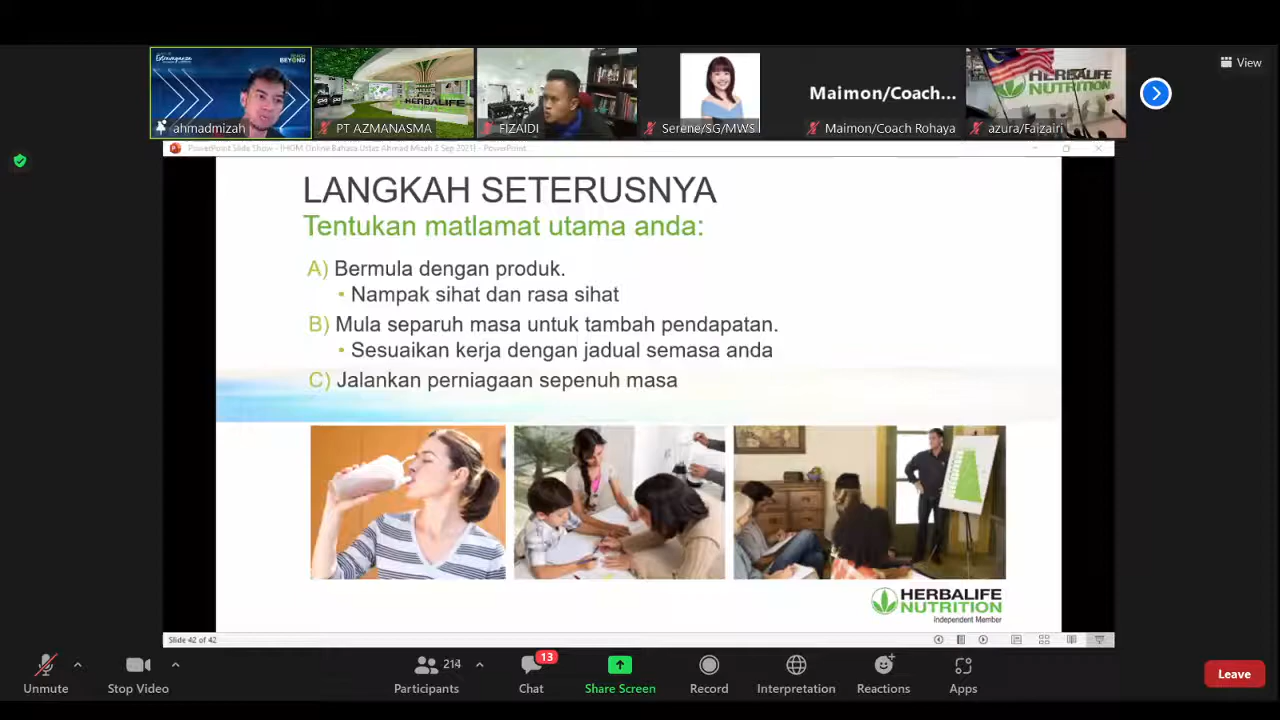 Extravaganza
BEYOND
ahmadmizah
PT AZMANASMA
HERBALIFE
FIZAIDI
Serene/SG/MWS
Maimon/Coach...
Maimon/Coach Rohaya
HERBALIFE
NUTRITION
azura/Faizairi
View
PowerPoint Slide Show - [HOM Online Bahasa Ustaz Ahmad Mizah 2 Sep 2021] - PowerPoint
LANGKAH SETERUSNYA
Tentukan matlamat utama anda:
A) Bermula dengan produk.
• Nampak sihat dan rasa sihat
B) Mula separuh masa untuk tambah pendapatan.
• Sesuaikan kerja dengan jadual semasa anda
C) Jalankan perniagaan sepenuh masa
HERBALIFE
NUTRITION
Independent Member
Slide 42 of 42
Unmute
Stop Video
214
Participants
13
Chat
Share Screen
Record
Interpretation
Reactions
Apps
Leave